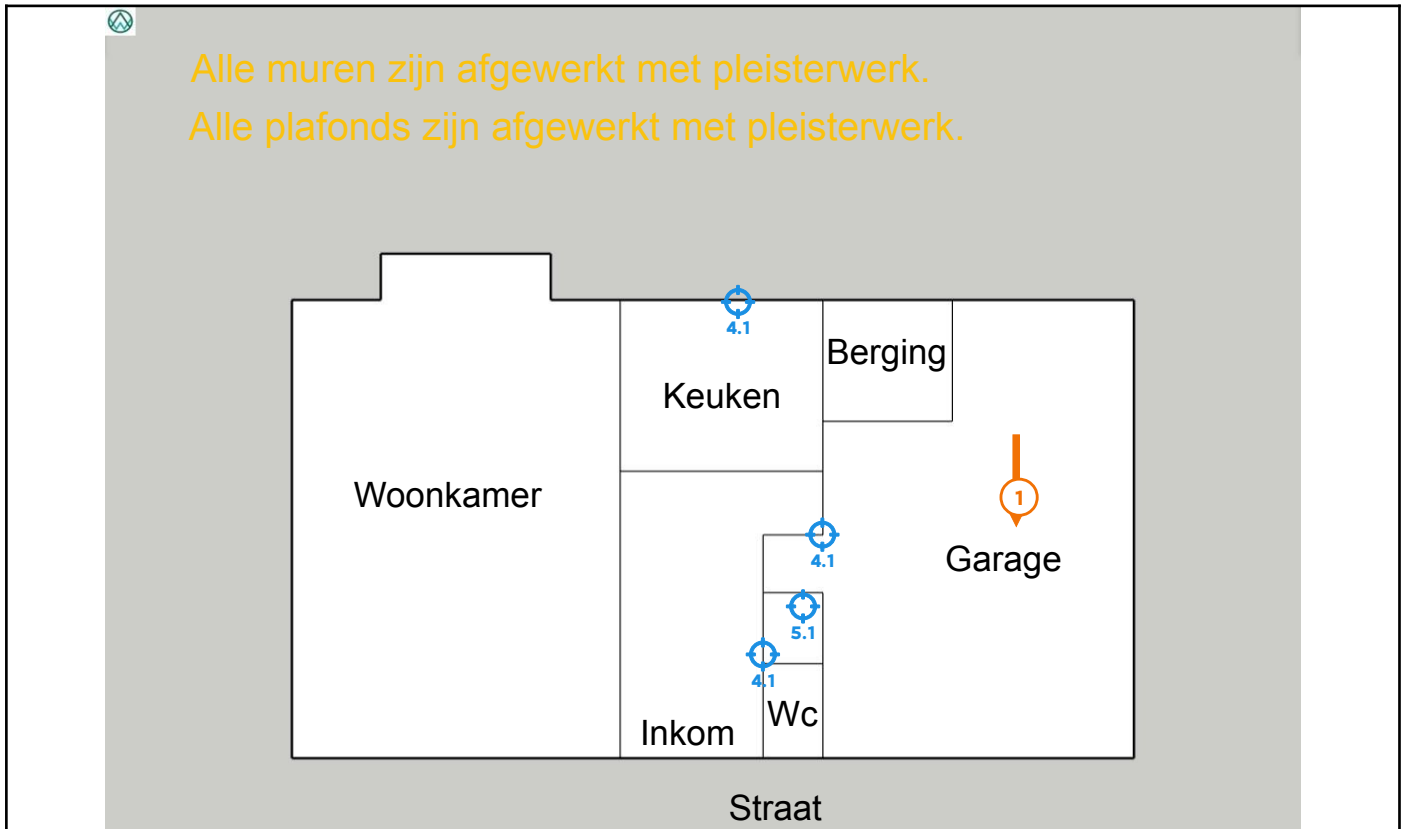 Alle muren zijn afgewerkt met pleisterwerk.
Alle plafonds zijn afgewerkt met pleisterwerk.
4.1
Berging
Keuken
Woonkamer
1
4.1
Garage
5.1
4.1
Wc
Inkom
Straat